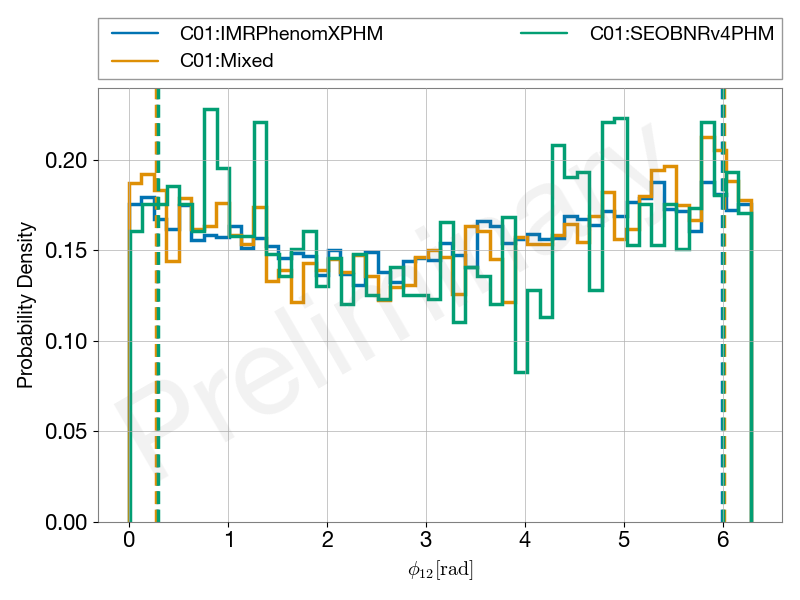 C01:IMRPhenomXPHM
C01:Mixed
C01:SEOBNRv4PHM
Preliminary
Probability Density
0.20
0.15
0.10
0.05
0.00
0 1 2 3 4 5 6
ϕ₁₂[rad]